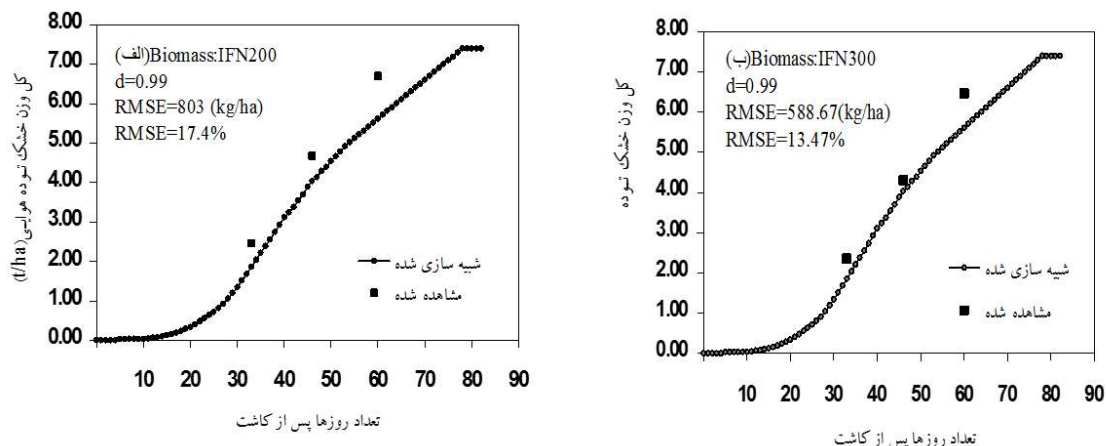 8.00
7.00
6.00
5.00
4.00
3.00
2.00
1.00
0.00
(الف)Biomass:IFN200
d=0.99
RMSE=803 (kg/ha)
RMSE=17.4%
شبیه سازی شده
مشاهده شده
10 20 30 40 50 60 70 80 90
تعداد روزها پس از کاشت
کل وزن خشک توده هوایی(t/ha)
8.00
7.00
6.00
5.00
4.00
3.00
2.00
1.00
0.00
(ب)Biomass:IFN300
d=0.99
RMSE=588.67(kg/ha)
RMSE=13.47%
شبیه سازی شده
مشاهده شده
10 20 30 40 50 60 70 80 90
تعداد روزها پس از کاشت
کل وزن خشک توده